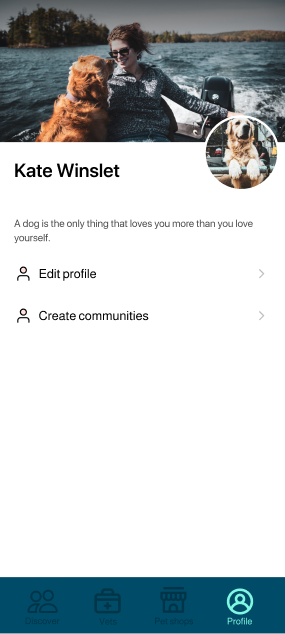 Kate Winslet
A dog is the only thing that loves you more than you love
yourself.
Edit profile
Create communities
Discover
Vets
Pet shops
Profile